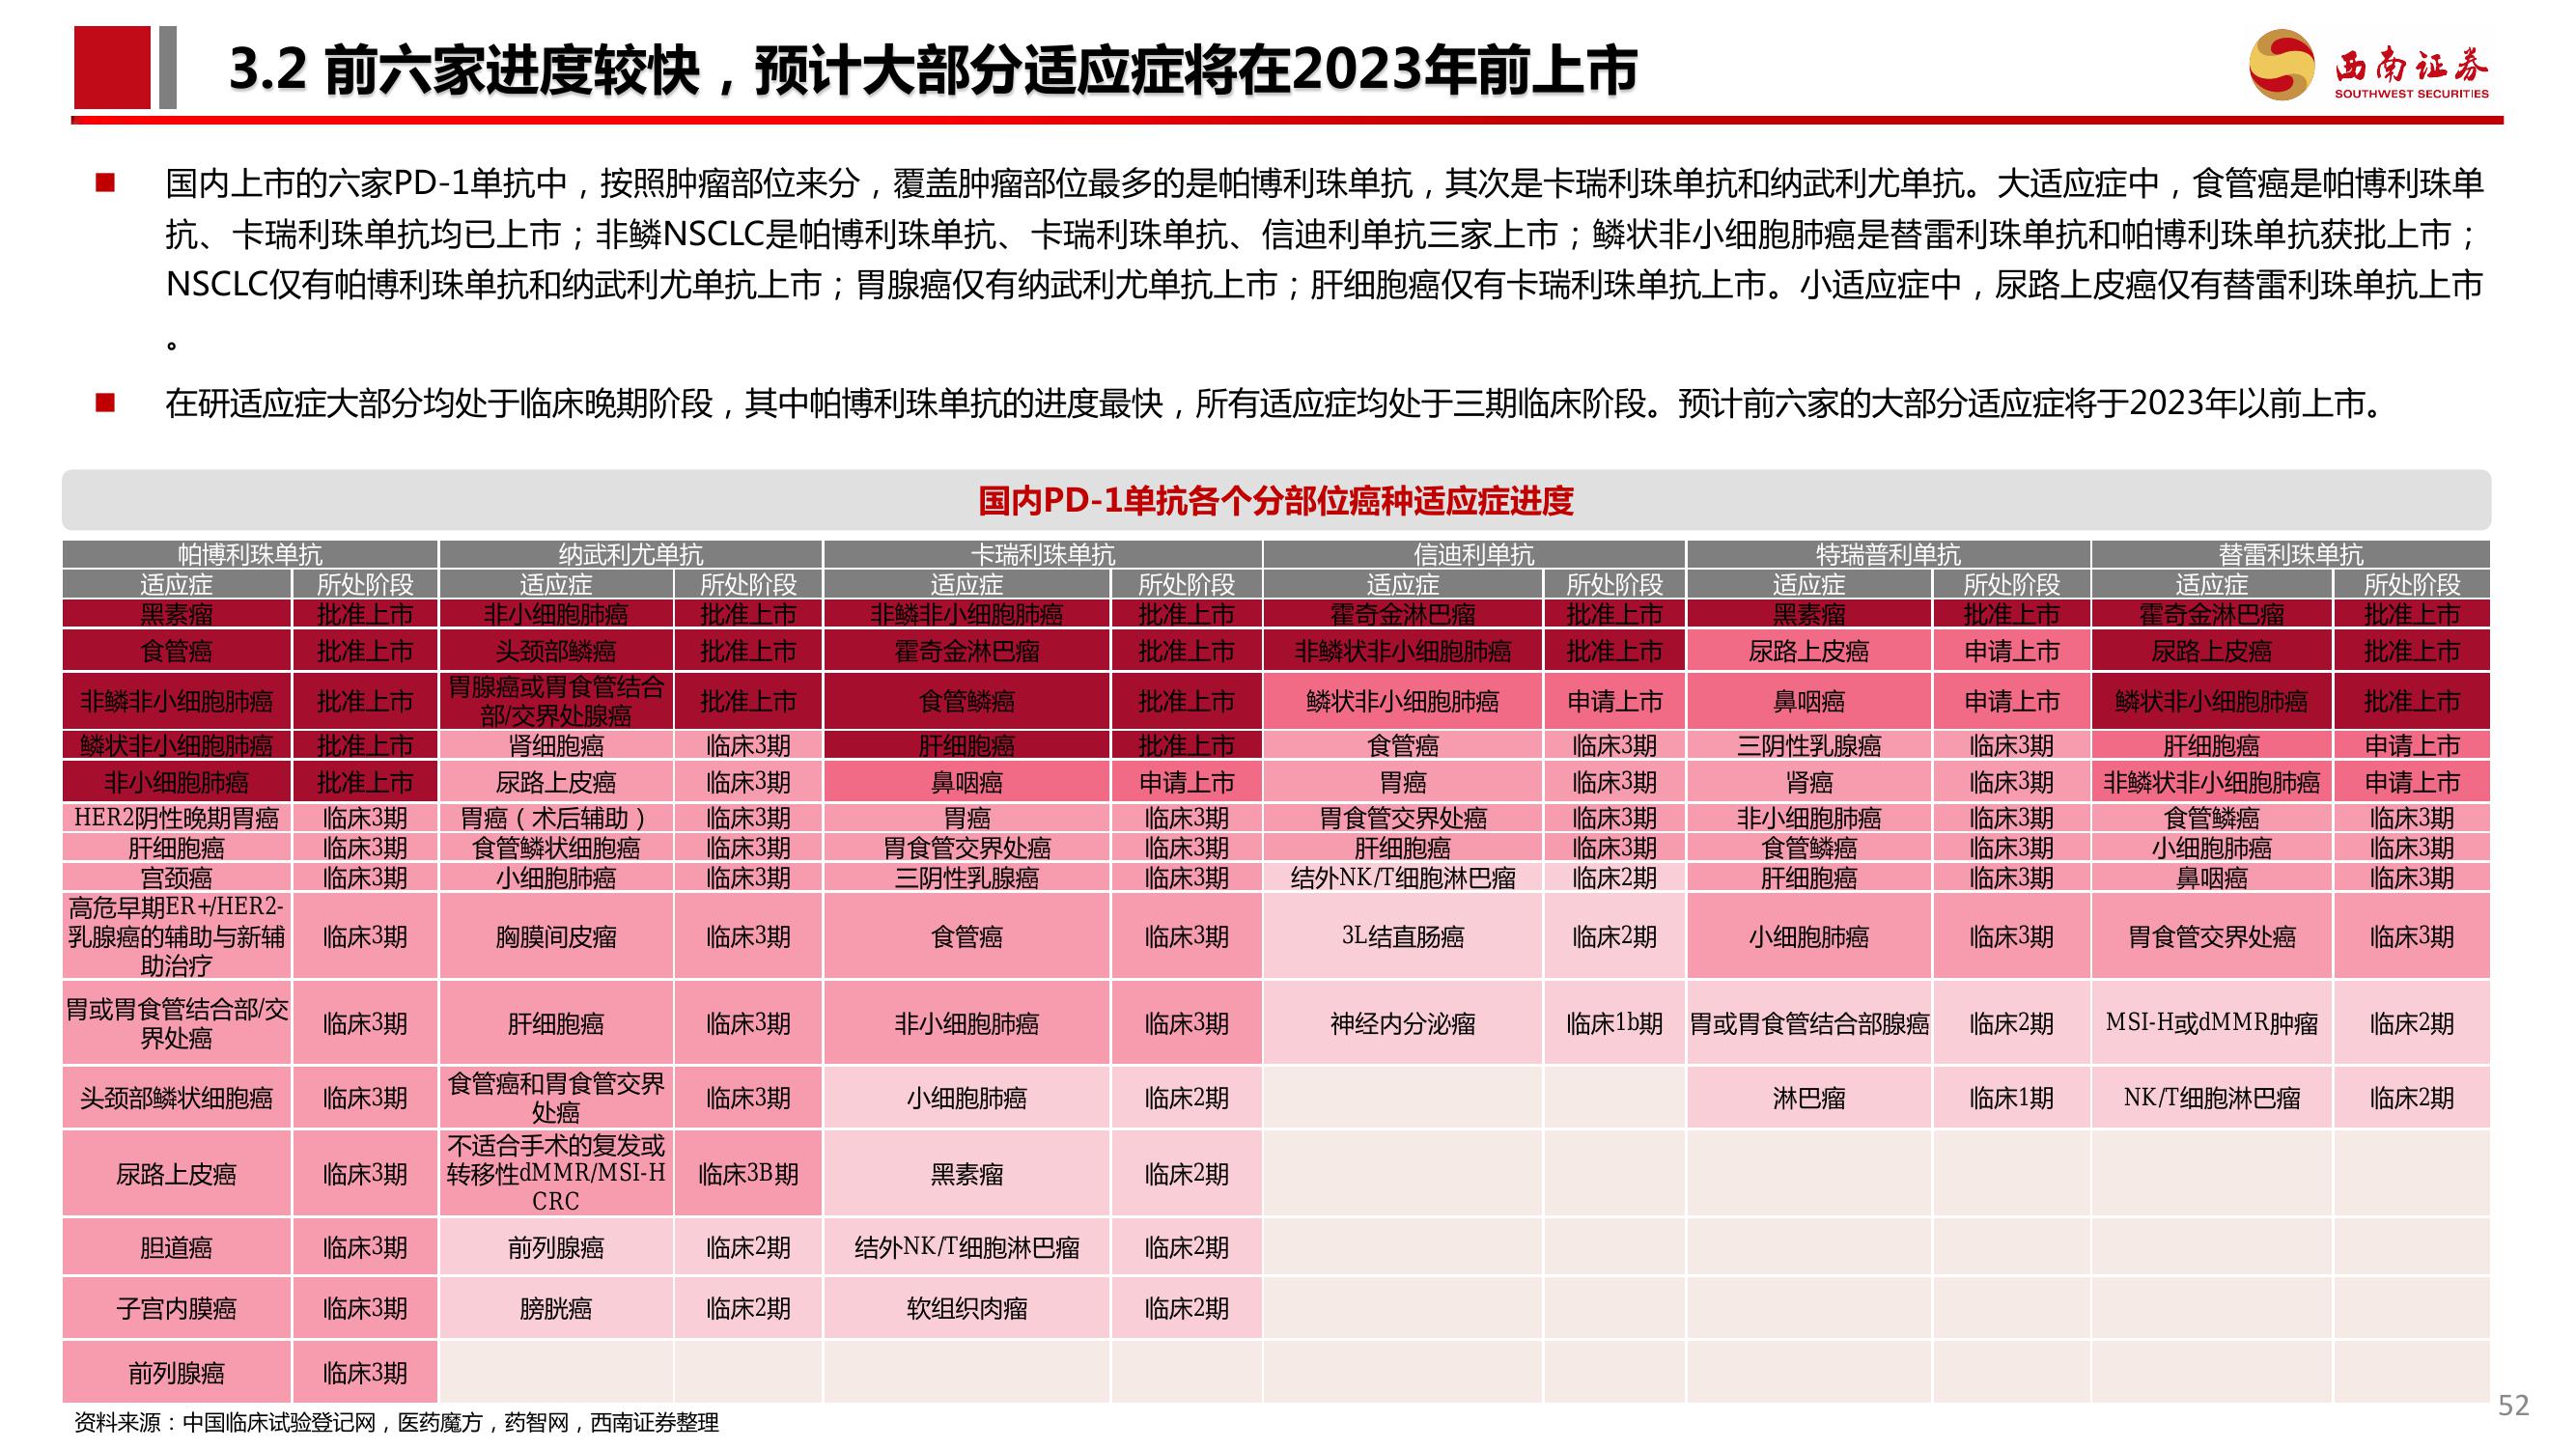 3.2 前六家进度较快，预计大部分适应症将在2023年前上市
西南证券
SOUTHWEST SECURITIES
国内上市的六家PD-1单抗中，按照肿瘤部位来分，覆盖肿瘤部位最多的是帕博利珠单抗，其次是卡瑞利珠单抗和纳武利尤单抗。大适应症中，食管癌是帕博利珠单
抗、卡瑞利珠单抗均已上市；非鳞NSCLC是帕博利珠单抗、卡瑞利珠单抗、信迪利单抗三家上市；鳞状非小细胞肺癌是替雷利珠单抗和帕博利珠单抗获批上市；
NSCLC仅有帕博利珠单抗和纳武利尤单抗上市；胃腺癌仅有纳武利尤单抗上市；肝细胞癌仅有卡瑞利珠单抗上市。小适应症中，尿路上皮癌仅有替雷利珠单抗上市
。
在研适应症大部分均处于临床晚期阶段，其中帕博利珠单抗的进度最快，所有适应症均处于三期临床阶段。预计前六家的大部分适应症将于2023年以前上市。
国内PD-1单抗各个分部位癌种适应症进度
帕博利珠单抗 纳武利尤单抗 卡瑞利珠单抗 信迪利单抗 特瑞普利单抗 替雷利珠单抗
适应症 所处阶段 适应症 所处阶段 适应症 所处阶段 适应症 所处阶段 适应症 所处阶段 适应症 所处阶段
黑素瘤 批准上市 非小细胞肺癌 批准上市 非鳞非小细胞肺癌 批准上市 霍奇金淋巴瘤 批准上市 黑素瘤 批准上市 霍奇金淋巴瘤 批准上市
食管癌 批准上市 头颈部鳞癌 批准上市 霍奇金淋巴瘤 批准上市 非鳞状非小细胞肺癌 批准上市 尿路上皮癌 申请上市 尿路上皮癌 批准上市
非鳞非小细胞肺癌 批准上市 胃腺癌或胃食管结合
部/交界处腺癌 批准上市 食管鳞癌 批准上市 鳞状非小细胞肺癌 申请上市 鼻咽癌 申请上市 鳞状非小细胞肺癌 批准上市
鳞状非小细胞肺癌 批准上市 肾细胞癌 临床3期 肝细胞癌 批准上市 食管癌 临床3期 三阴性乳腺癌 临床3期 肝细胞癌 申请上市
非小细胞肺癌 批准上市 尿路上皮癌 临床3期 鼻咽癌 申请上市 胃癌 临床3期 肾癌 临床3期 非鳞状非小细胞肺癌 申请上市
HER2阴性晚期胃癌 临床3期 胃癌（术后辅助） 临床3期 胃癌 临床3期 胃食管交界处癌 临床3期 非小细胞肺癌 临床3期 食管鳞癌 临床3期
肝细胞癌 临床3期 食管鳞状细胞癌 临床3期 胃食管交界处癌 临床3期 肝细胞癌 临床3期 食管鳞癌 临床3期 小细胞肺癌 临床3期
宫颈癌 临床3期 小细胞肺癌 临床3期 三阴性乳腺癌 临床3期 结外NK/T细胞淋巴瘤 临床2期 肝细胞癌 临床3期 鼻咽癌 临床3期
高危早期ER+/HER2-
乳腺癌的辅助与新辅
助治疗 临床3期 胸膜间皮瘤 临床3期 食管癌 临床3期 3L结直肠癌 临床2期 小细胞肺癌 临床3期 胃食管交界处癌 临床3期
胃或胃食管结合部/交
界处癌 临床3期 肝细胞癌 临床3期 非小细胞肺癌 临床3期 神经内分泌瘤 临床1b期 胃或胃食管结合部腺癌 临床2期 MSI-H或dMMR肿瘤 临床2期
头颈部鳞状细胞癌 临床3期 食管癌和胃食管交界
处癌 临床3期 小细胞肺癌 临床2期 淋巴瘤 临床1期 NK/T细胞淋巴瘤 临床2期
尿路上皮癌 临床3期 不适合手术的复发或
转移性dMMR/MSI-H
CRC 临床3B期 黑素瘤 临床2期
胆道癌 临床3期 前列腺癌 临床2期 结外NK/T细胞淋巴瘤 临床2期
子宫内膜癌 临床3期 膀胱癌 临床2期 软组织肉瘤 临床2期
前列腺癌 临床3期
资料来源：中国临床试验登记网，医药魔方，药智网，西南证券整理
52